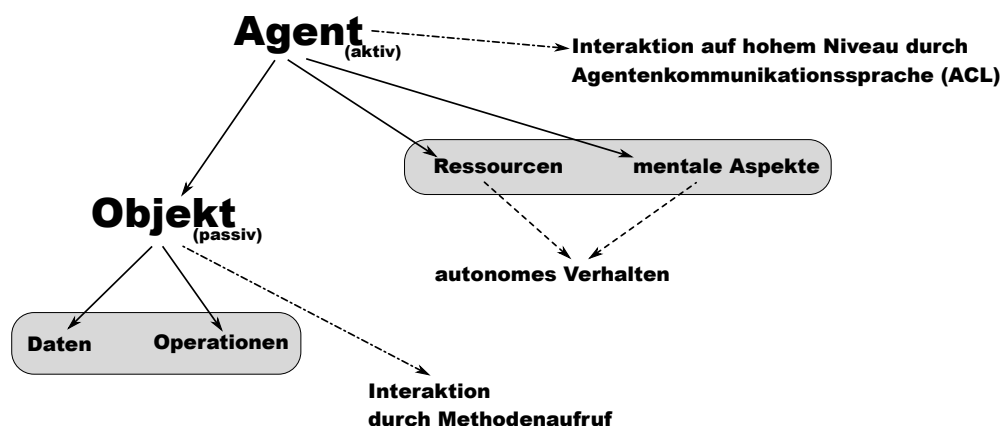 Agent
(aktiv)
Interaktion auf hohem Niveau durch
Agentenkommunikationssprache (ACL)
Ressourcen
mentale Aspekte
Objekt
(passiv)
autonomes Verhalten
Daten
Operationen
Interaktion
durch Methodenaufruf